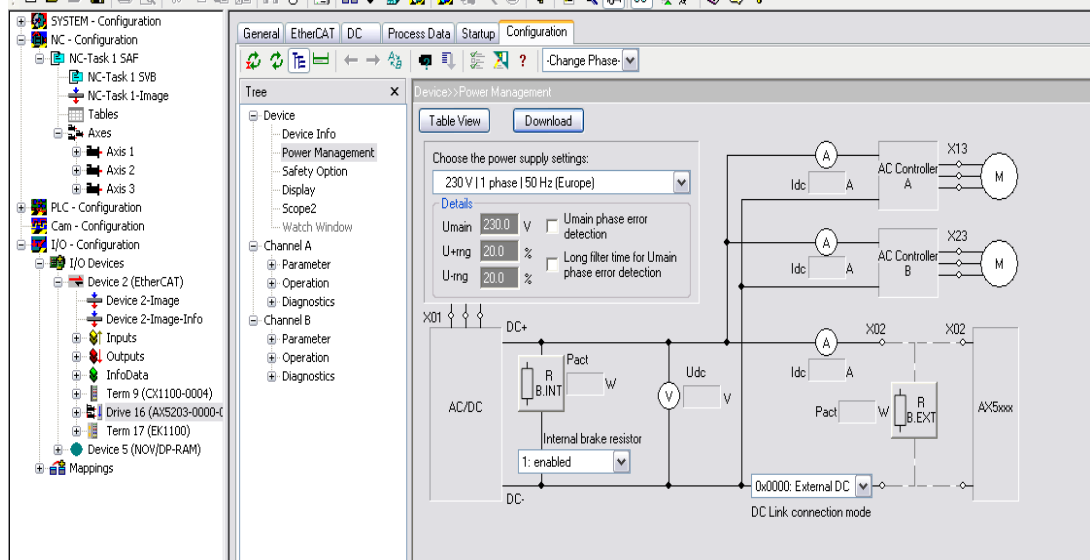 SYSTEM - Configuration
NC - Configuration
NC-Task 1 SAF
NC-Task 1 SVB
NC-Task 1-Image
Tables
Axes
Axis 1
Axis 2
Axis 3
PLC - Configuration
Cam - Configuration
I/O - Configuration
I/O Devices
Device 2 (EtherCAT)
Device 2-Image
Device 2-Image-Info
Inputs
Outputs
InfoData
Term 9 (CX1100-0004)
Drive 16 (AX5203-0000-0
Term 17 (EK1100)
Device 5 (NOV/DP-RAM)
Mappings
General EtherCAT DC Process Data Startup Configuration
-Change Phase-
Tree X
Device
Device Info
Power Management
Safety Option
Display
Scope2
Watch Window
Channel A
Parameter
Operation
Diagnostics
Channel B
Parameter
Operation
Diagnostics
Device>>Power Management
Table View Download
Choose the power supply settings:
230 V | 1 phase | 50 Hz (Europe)
Details
Umain 230.0 V
U+rng 20.0 %
U-rng 20.0 %
Umain phase error
detection
Long filter time for Umain
phase error detection
A
Idc A
AC Controller
A
X13
M
A
Idc A
AC Controller
B
X23
M
X01
DC+
AC/DC
R
B.INT
Pact
W
Internal brake resistor
1: enabled
V
Udc
V
A
Idc A
X02 X02
Pact W
R
B.EXT
AX5xxx
DC-
0x0000: External DC
DC Link connection mode